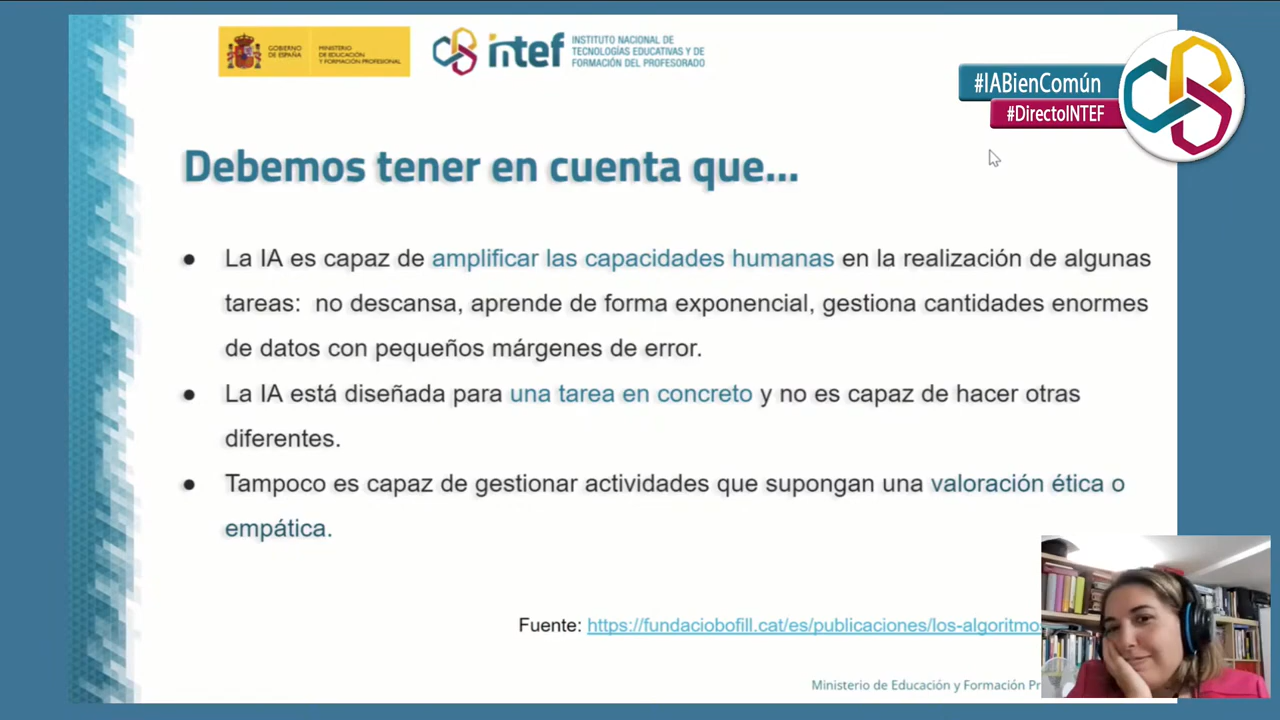 GOBIERNO
DE ESPAÑA
MINISTERIO
DE EDUCACIÓN
Y FORMACIÓN PROFESIONAL
intef
INSTITUTO NACIONAL DE
TECNOLOGÍAS EDUCATIVAS Y DE
FORMACIÓN DEL PROFESORADO
#IABienComún
#DirectoINTEF
Debemos tener en cuenta que...
● La IA es capaz de amplificar las capacidades humanas en la realización de algunas
tareas: no descansa, aprende de forma exponencial, gestiona cantidades enormes
de datos con pequeños márgenes de error.
● La IA está diseñada para una tarea en concreto y no es capaz de hacer otras
diferentes.
● Tampoco es capaz de gestionar actividades que supongan una valoración ética o
empática.
Fuente: https://fundaciobofill.cat/es/publicaciones/los-algoritmo
Ministerio de Educación y Formación Pr